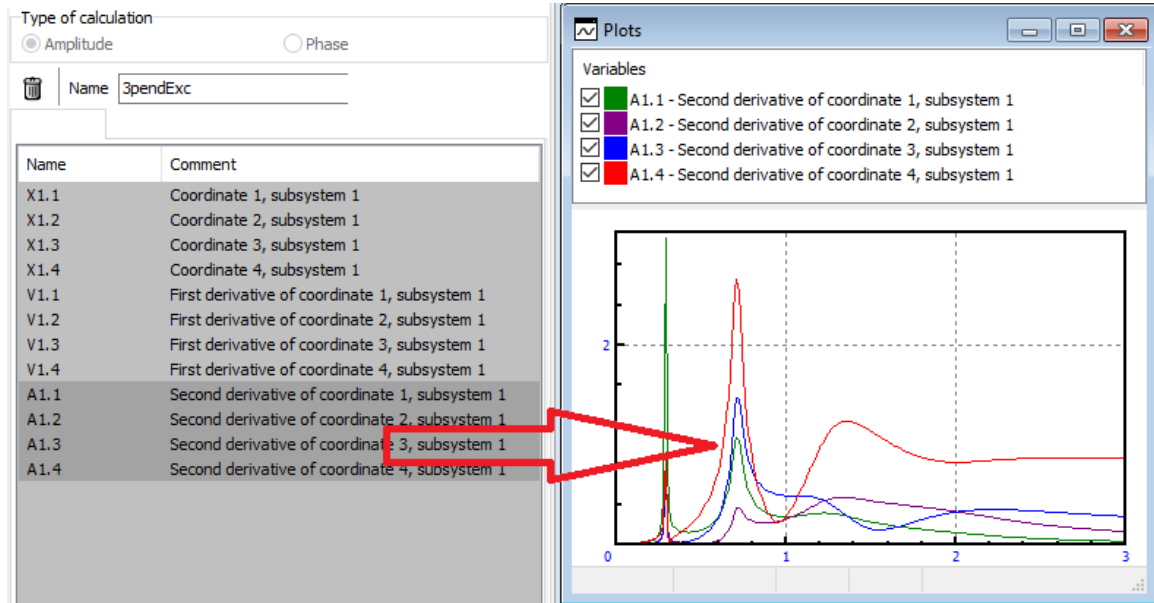 Type of calculation
Amplitude Phase
Name 3pendExc
Name Comment
X1.1 Coordinate 1, subsystem 1
X1.2 Coordinate 2, subsystem 1
X1.3 Coordinate 3, subsystem 1
X1.4 Coordinate 4, subsystem 1
V1.1 First derivative of coordinate 1, subsystem 1
V1.2 First derivative of coordinate 2, subsystem 1
V1.3 First derivative of coordinate 3, subsystem 1
V1.4 First derivative of coordinate 4, subsystem 1
A1.1 Second derivative of coordinate 1, subsystem 1
A1.2 Second derivative of coordinate 2, subsystem 1
A1.3 Second derivative of coordinate 3, subsystem 1
A1.4 Second derivative of coordinate 4, subsystem 1
Plots
Variables
A1.1 - Second derivative of coordinate 1, subsystem 1
A1.2 - Second derivative of coordinate 2, subsystem 1
A1.3 - Second derivative of coordinate 3, subsystem 1
A1.4 - Second derivative of coordinate 4, subsystem 1
2
0 1 2 3